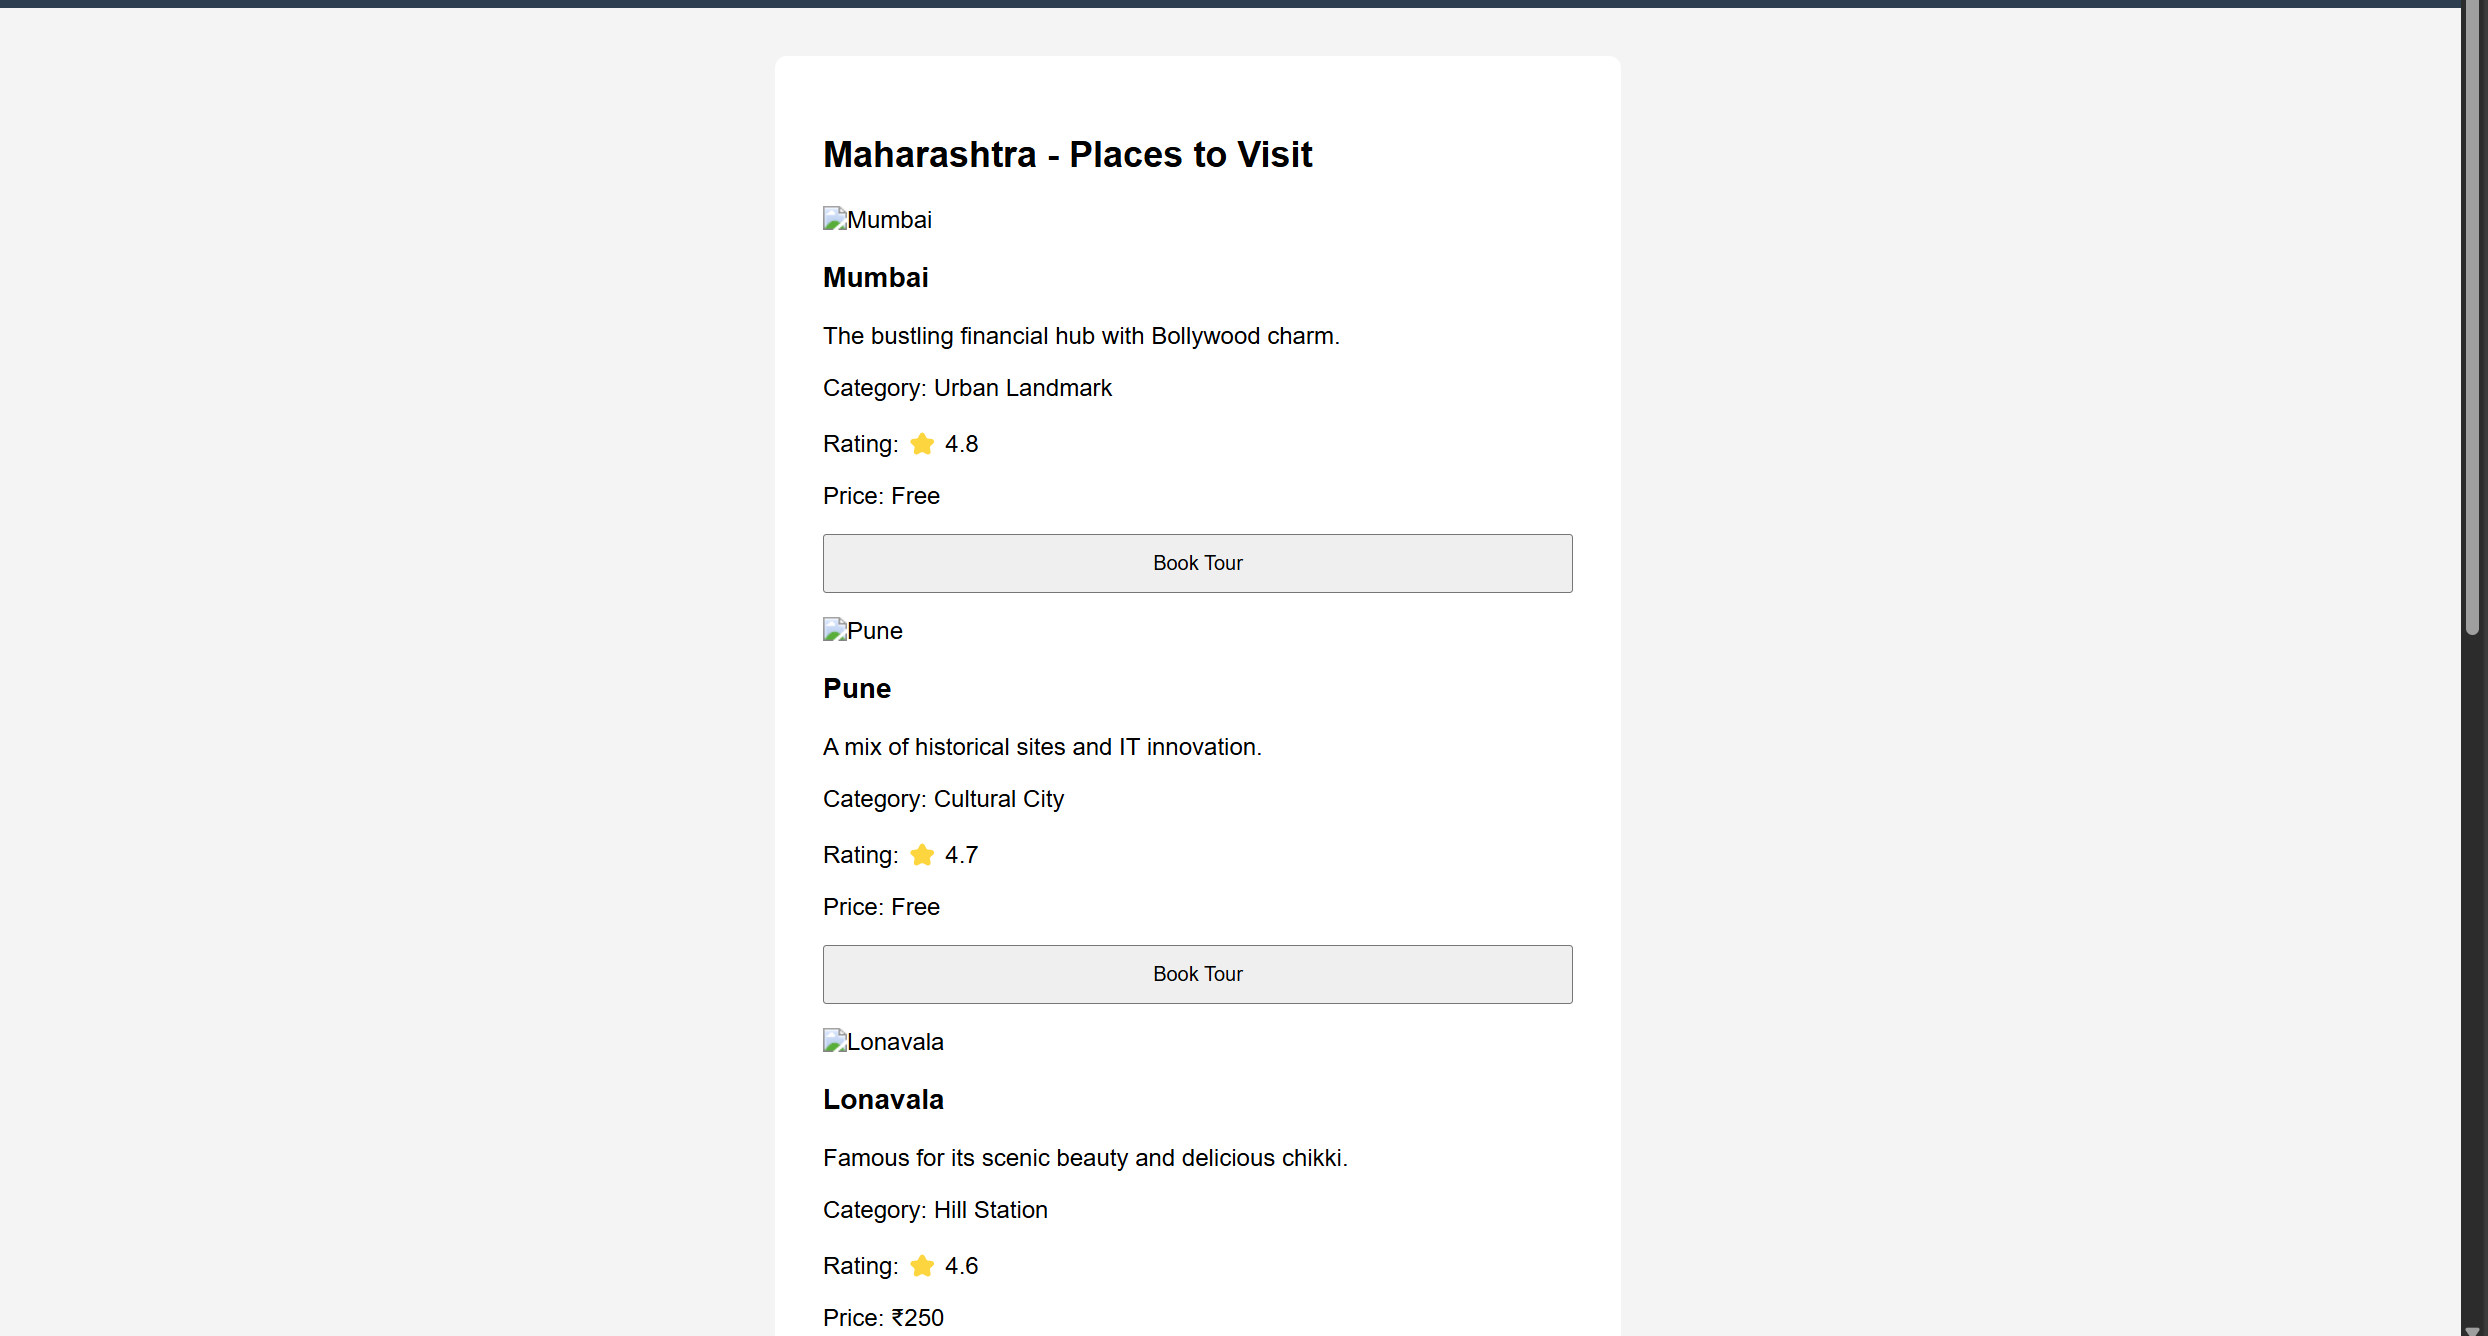 Maharashtra - Places to Visit
Mumbai
Mumbai
The bustling financial hub with Bollywood charm.
Category: Urban Landmark
Rating: ⭐ 4.8
Price: Free
Book Tour
Pune
Pune
A mix of historical sites and IT innovation.
Category: Cultural City
Rating: ⭐ 4.7
Price: Free
Book Tour
Lonavala
Lonavala
Famous for its scenic beauty and delicious chikki.
Category: Hill Station
Rating: ⭐ 4.6
Price: ₹250